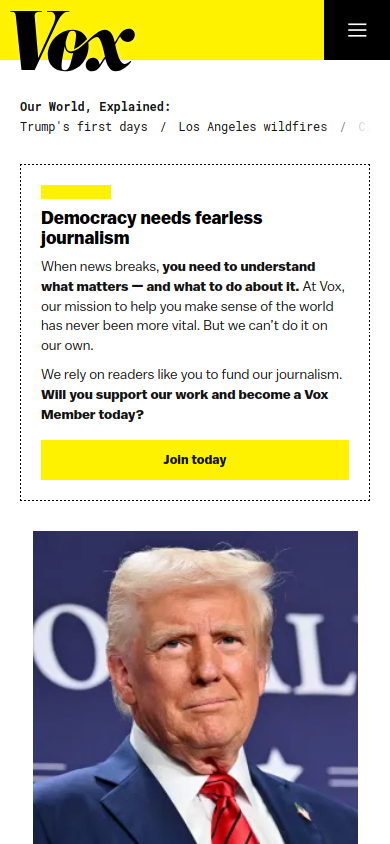 Vox
Our World, Explained:
Trump's first days / Los Angeles wildfires /
Democracy needs fearless
journalism
When news breaks, you need to understand
what matters — and what to do about it. At Vox,
our mission to help you make sense of the world
has never been more vital. But we can't do it on
our own.
We rely on readers like you to fund our journalism.
Will you support our work and become a Vox
Member today?
Join today